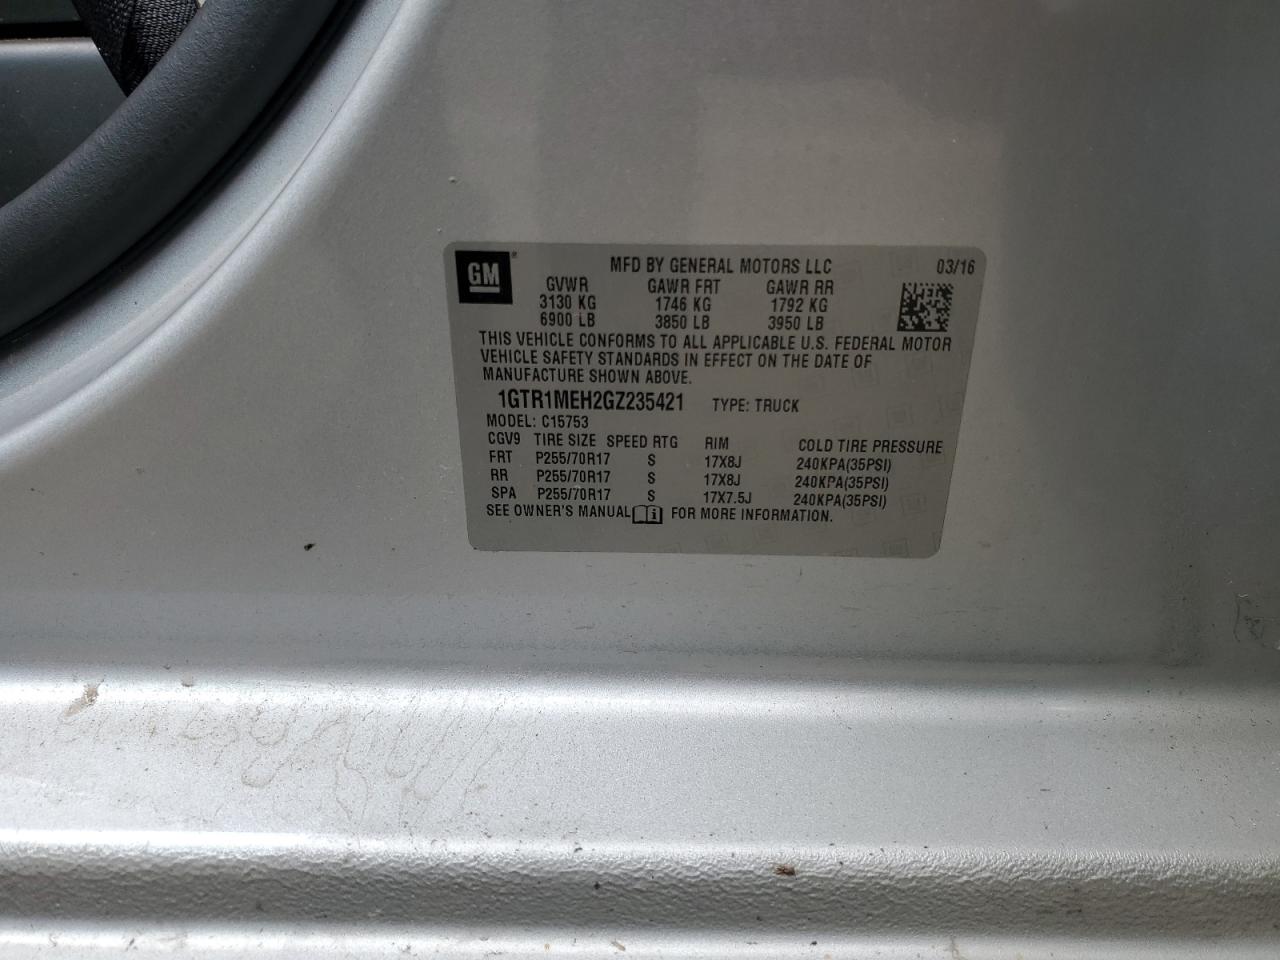 GM
MFD BY GENERAL MOTORS LLC 03/16
GVWR GAWR FRT GAWR RR
3130 KG 1746 KG 1792 KG
6900 LB 3850 LB 3950 LB
THIS VEHICLE CONFORMS TO ALL APPLICABLE U.S. FEDERAL MOTOR
VEHICLE SAFETY STANDARDS IN EFFECT ON THE DATE OF
MANUFACTURE SHOWN ABOVE.
1GTR1MEH2GZ235421 TYPE: TRUCK
MODEL: C15753
CGV9 TIRE SIZE SPEED RTG RIM COLD TIRE PRESSURE
FRT P255/70R17 S 17X8J 240KPA(35PSI)
RR P255/70R17 S 17X8J 240KPA(35PSI)
SPA P255/70R17 S 17X7.5J 240KPA(35PSI)
SEE OWNER'S MANUAL FOR MORE INFORMATION.